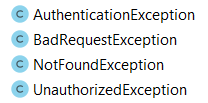 C AuthenticationException
C BadRequestException
C NotFoundException
C UnauthorizedException